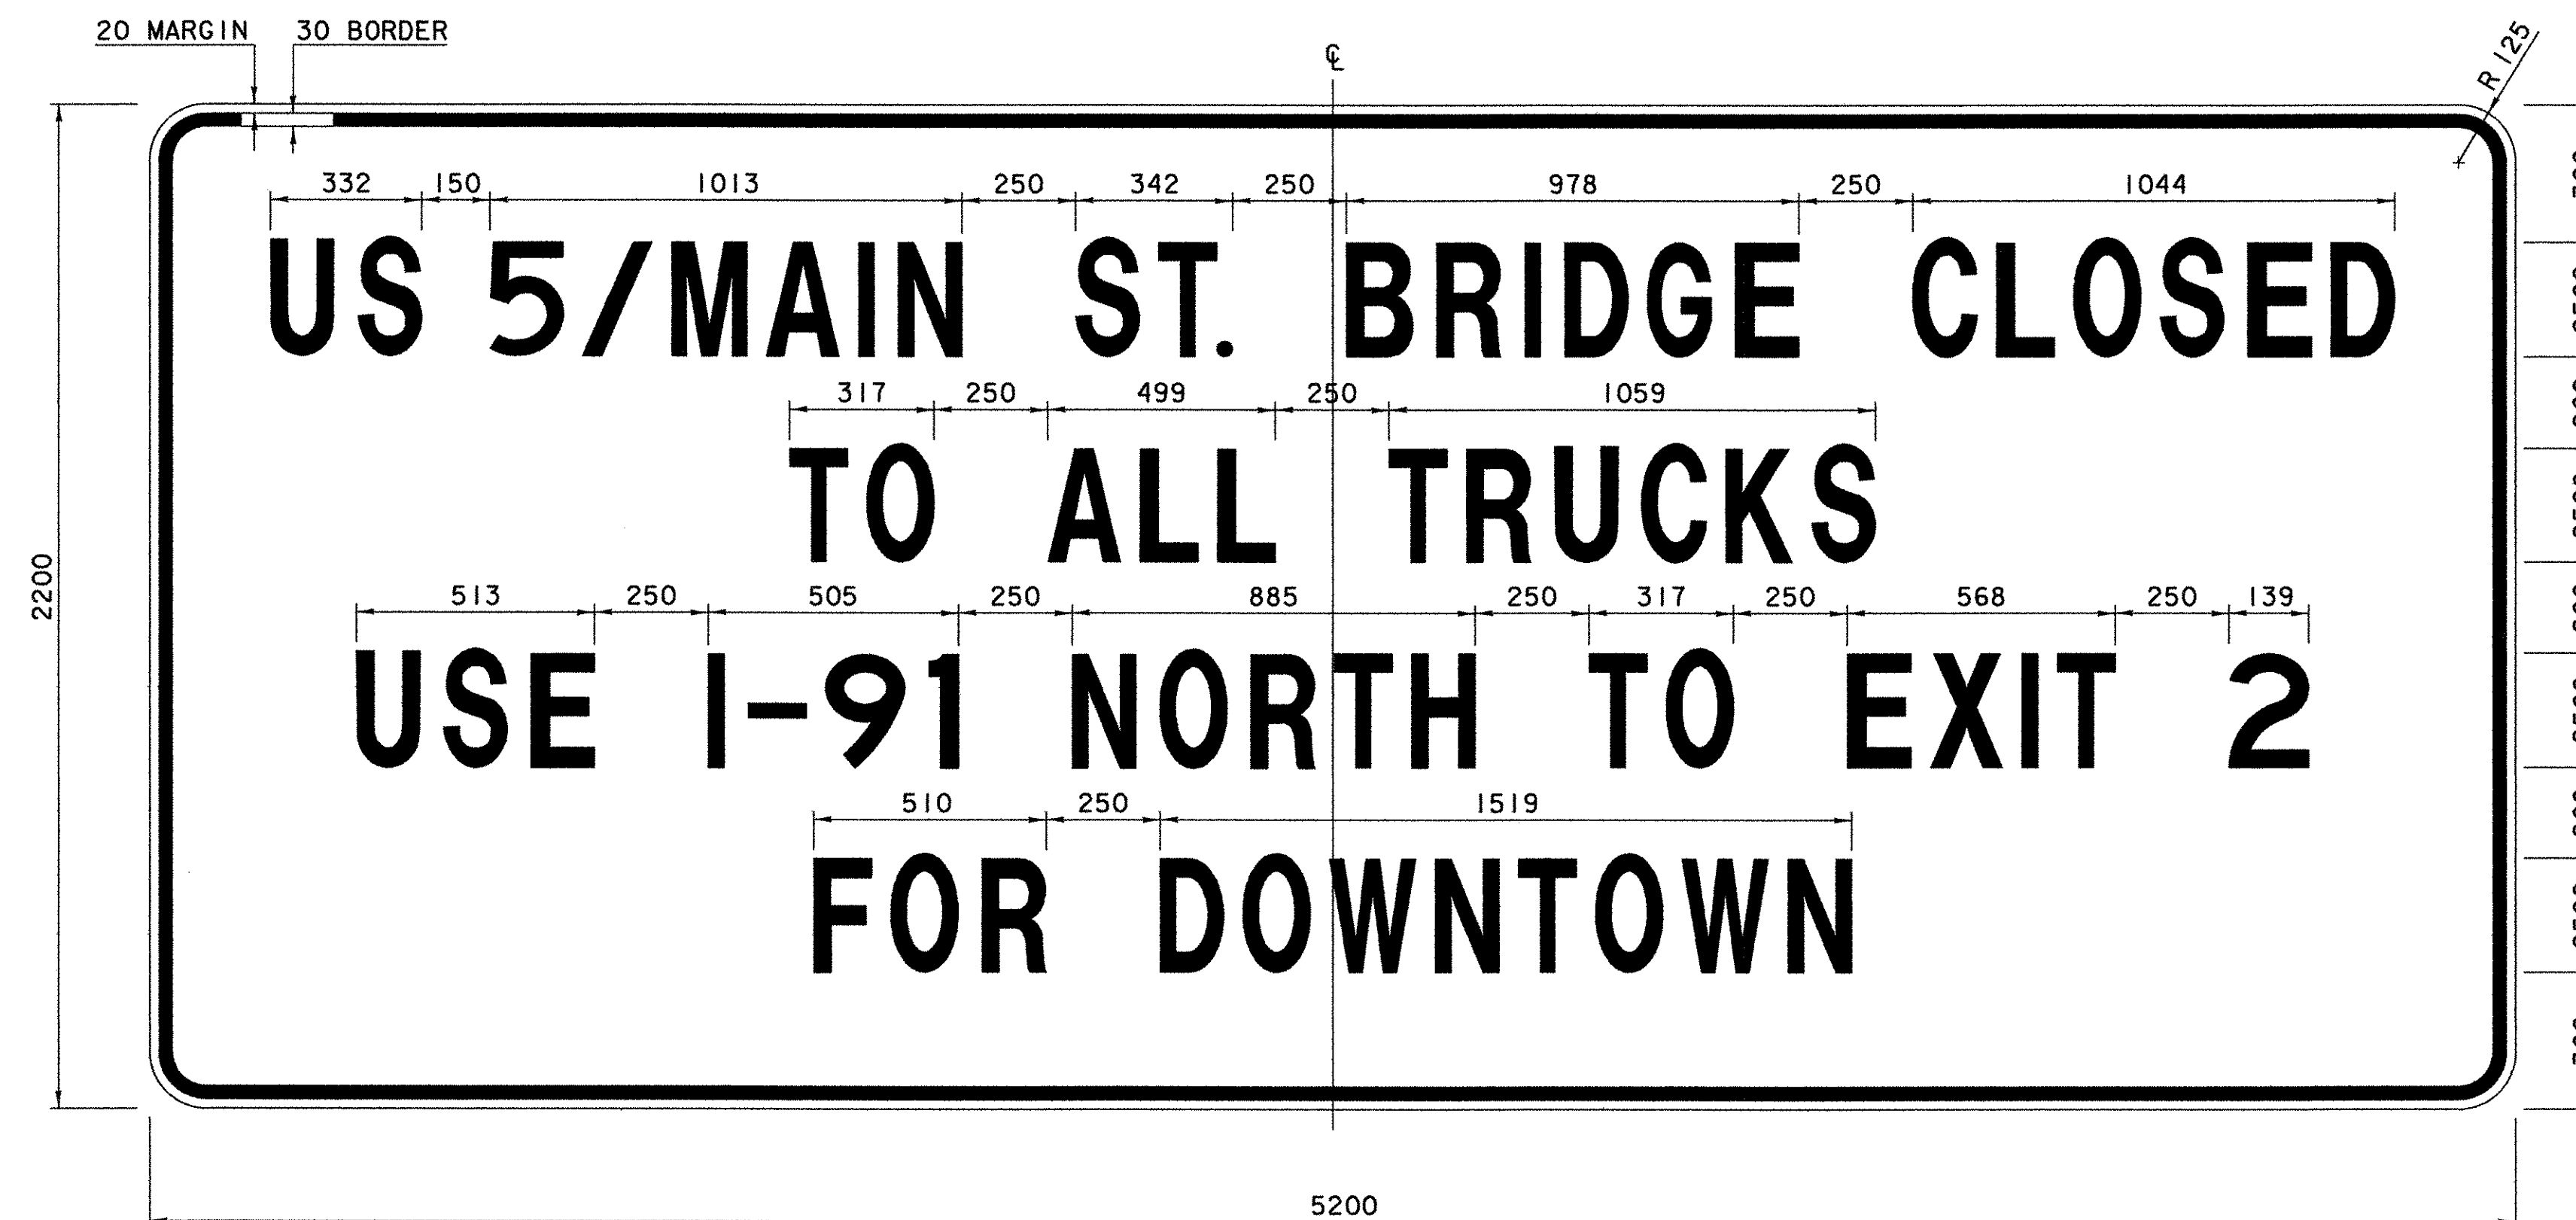 20 MARGIN 30 BORDER
℄
R 125
332 150 1013 250 342 250 978 250 1044
US 5/MAIN ST. BRIDGE CLOSED
317 250 499 250 1059
TO ALL TRUCKS
2200
513 250 505 250 885 250 317 250 568 250 139
USE I-91 NORTH TO EXIT 2
510 250 1519
FOR DOWNTOWN
5200